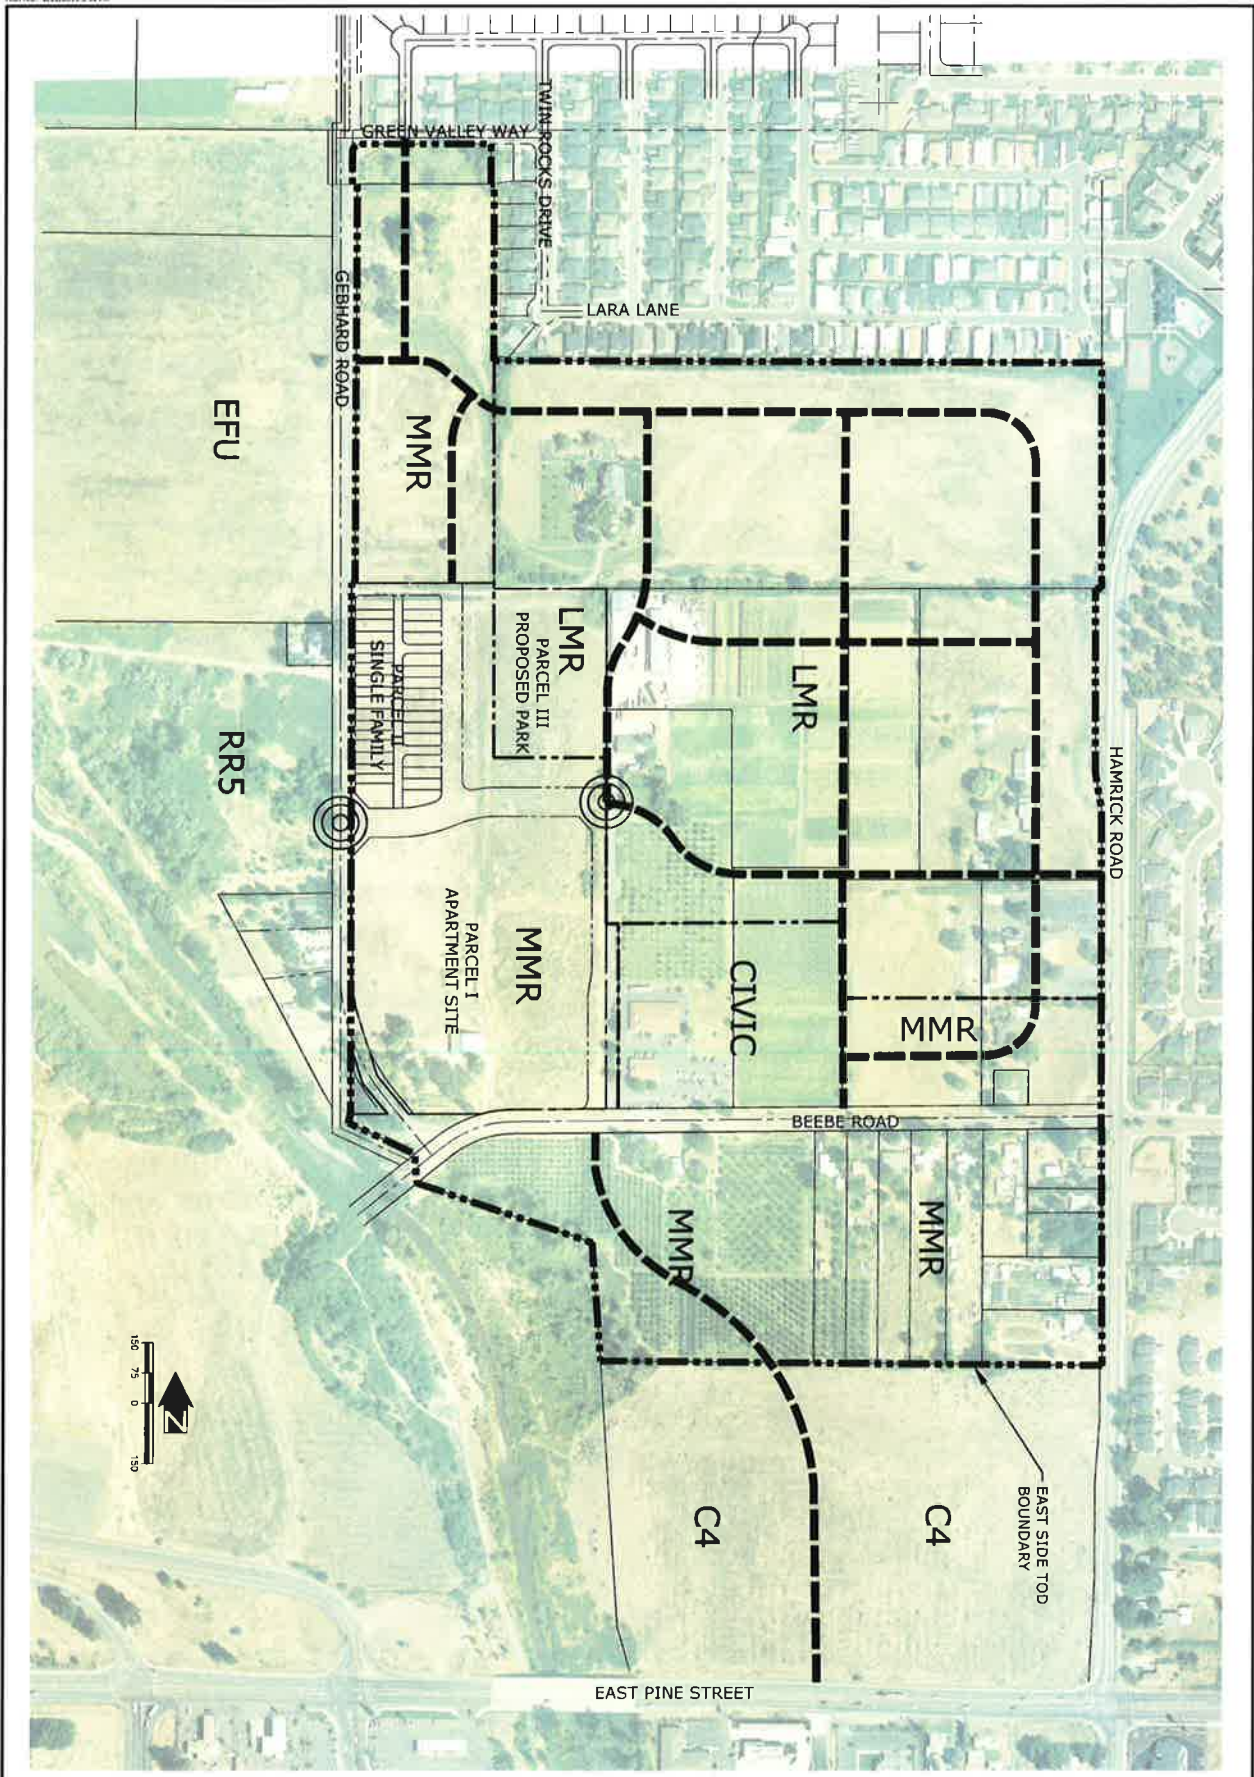 GREEN VALLEY WAY
TWIN ROCKS DRIVE
LARA LANE
GEBHARD ROAD
EFU
MMR
LMR
PARCEL III
PROPOSED PARK
PARCEL II
SINGLE FAMILY
LMR
HAMRICK ROAD
RR5
PARCEL I
APARTMENT SITE
MMR
CIVIC
MMR
BEEBE ROAD
MMR
MMR
150
75
0
150
N
EAST SIDE TOD
BOUNDARY
C4
C4
EAST PINE STREET